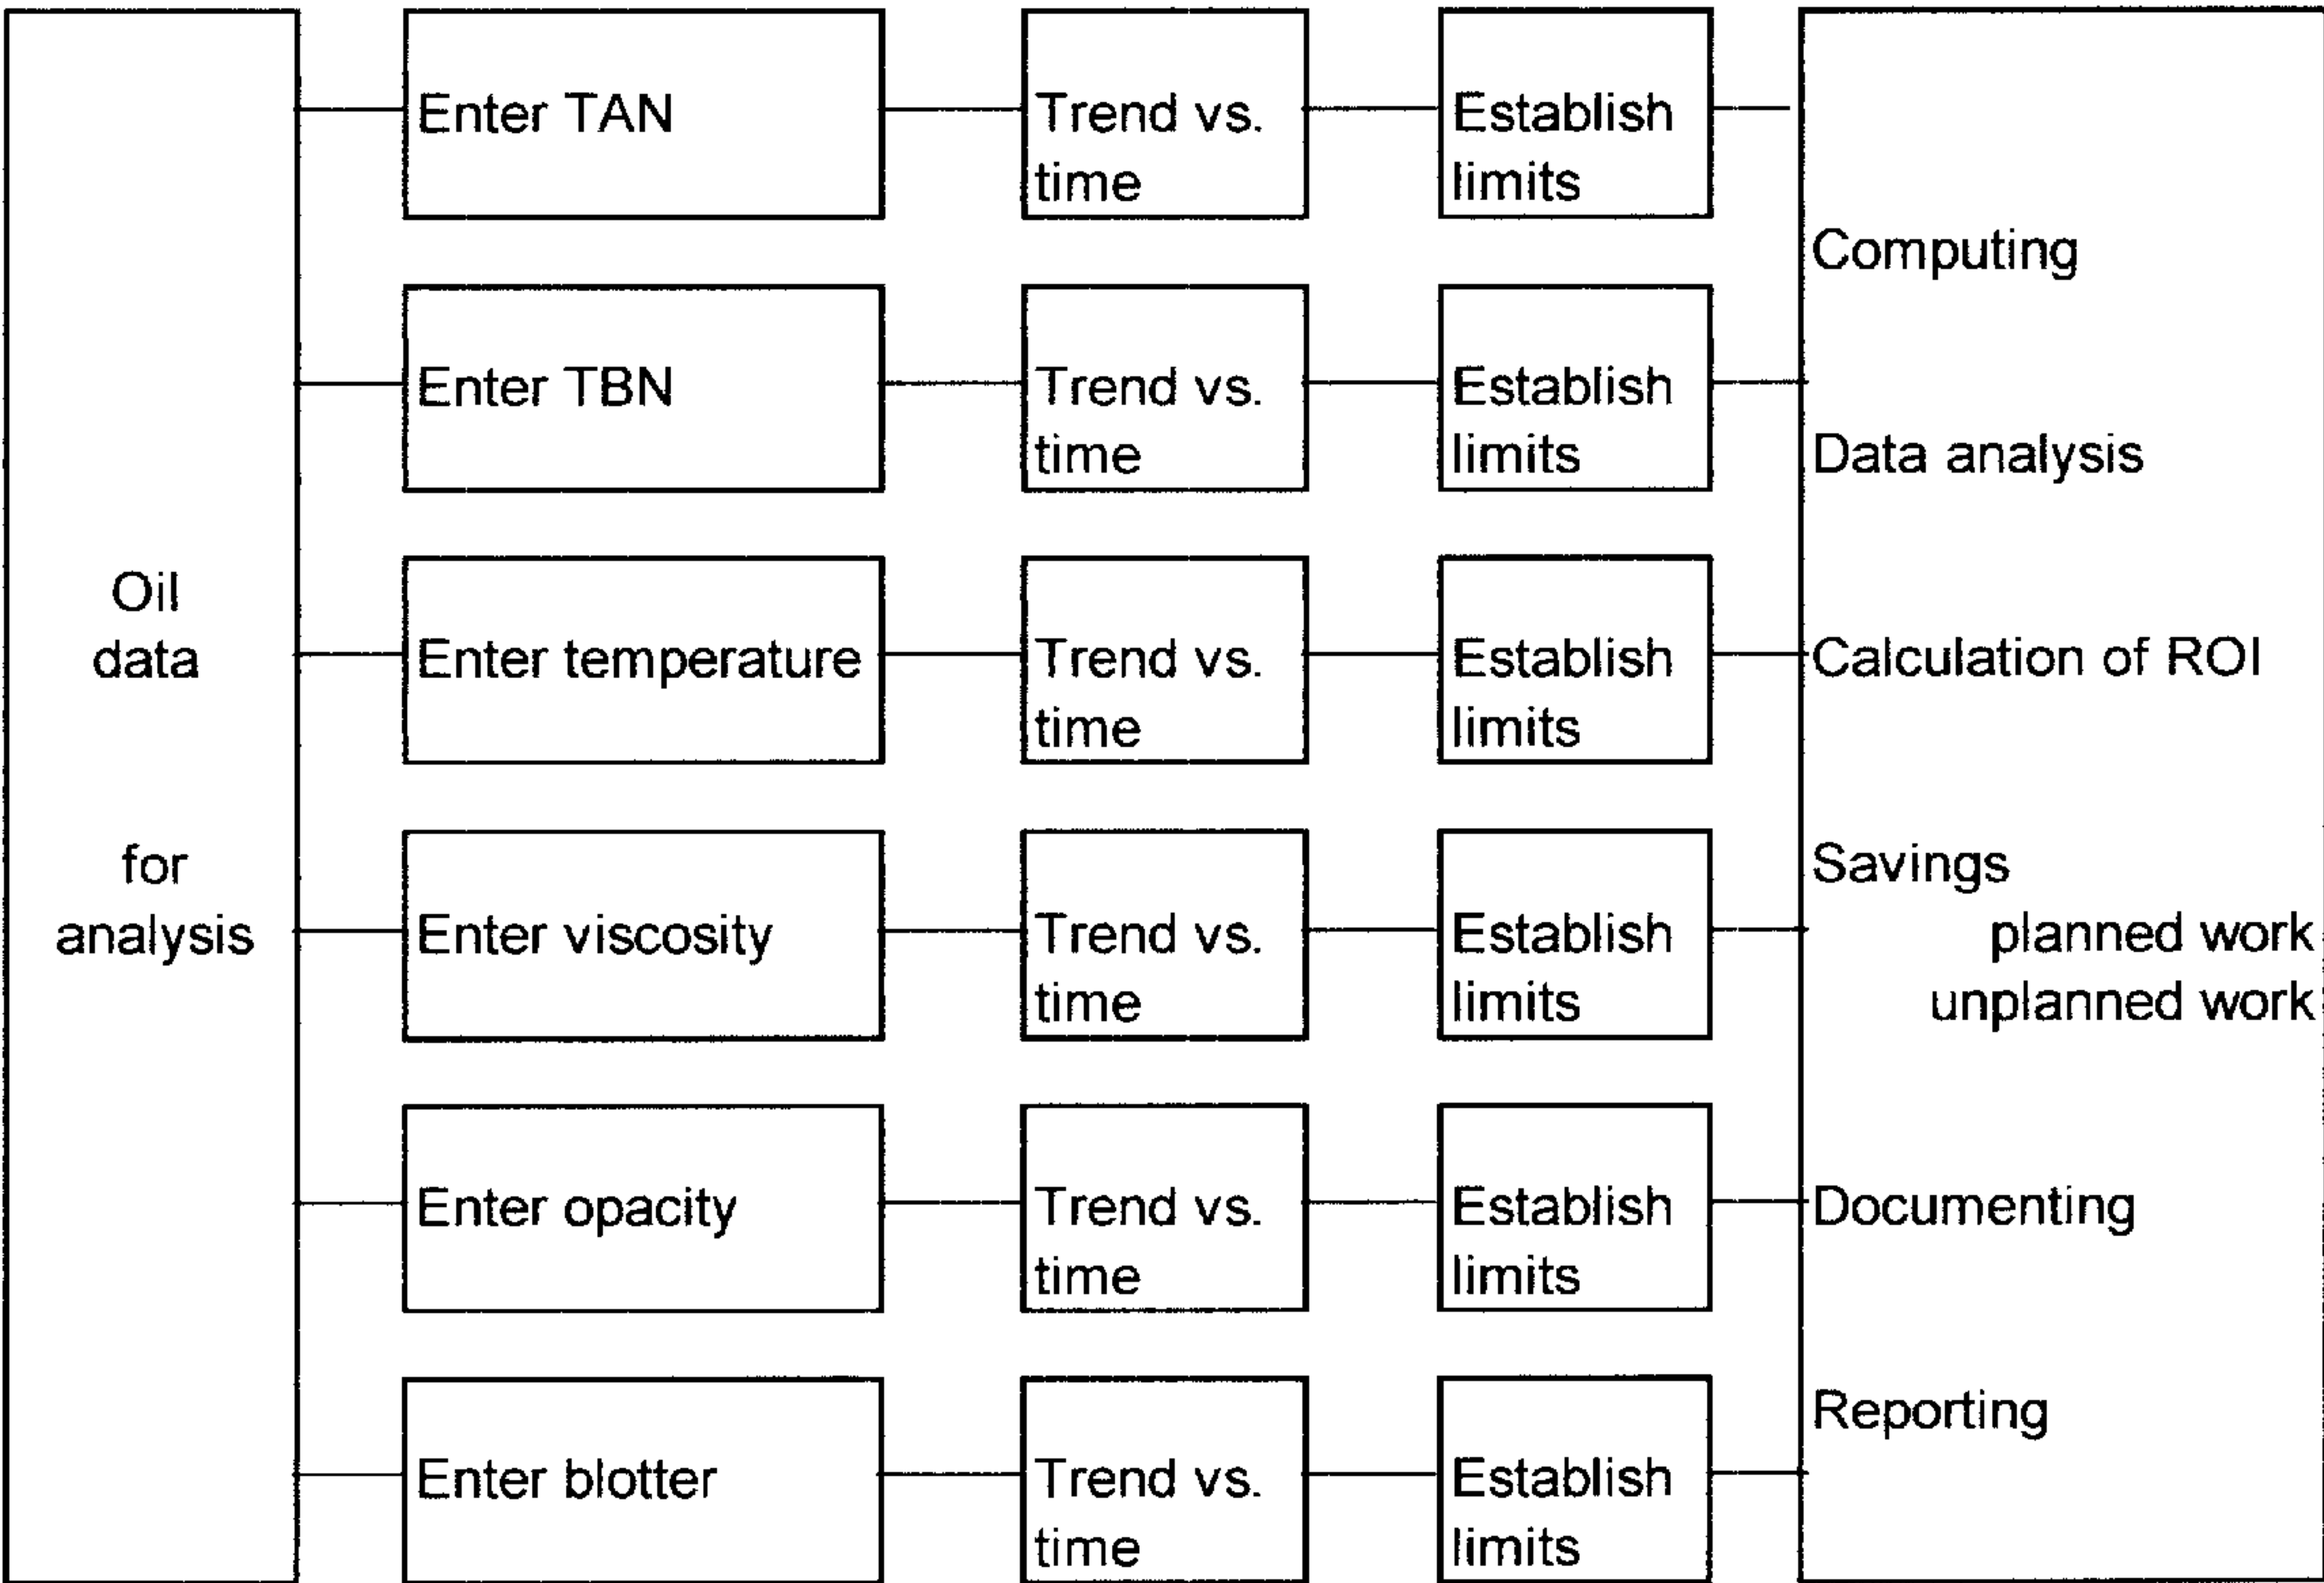 Oil
data
for
analysis
Enter TAN
Trend vs.
time
Establish
limits
Enter TBN
Trend vs.
time
Establish
limits
Enter temperature
Trend vs.
time
Establish
limits
Enter viscosity
Trend vs.
time
Establish
limits
Enter opacity
Trend vs.
time
Establish
limits
Enter blotter
Trend vs.
time
Establish
limits
Computing
Data analysis
Calculation of ROI
Savings
planned work
unplanned work
Documenting
Reporting